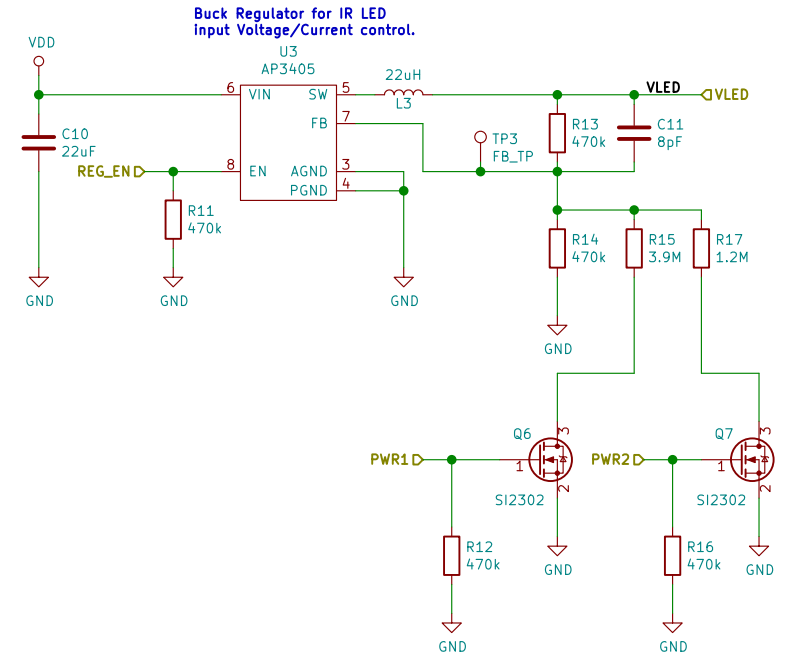 Buck Regulator for IR LED
input Voltage/Current control.
VDD
U3
AP3405
6 VIN SW 5
22uH
L3
VLED
VLED
FB 7
C10
22uF
TP3
FB_TP
R13
470k
C11
8pF
REG_EN
8 EN AGND 3
PGND 4
R11
470k
R14
470k
R15
3.9M
R17
1.2M
GND
GND
GND
GND
Q6
3
Q7
3
PWR1
1
PWR2
1
2
2
SI2302
SI2302
R12
470k
R16
470k
GND
GND
GND
GND